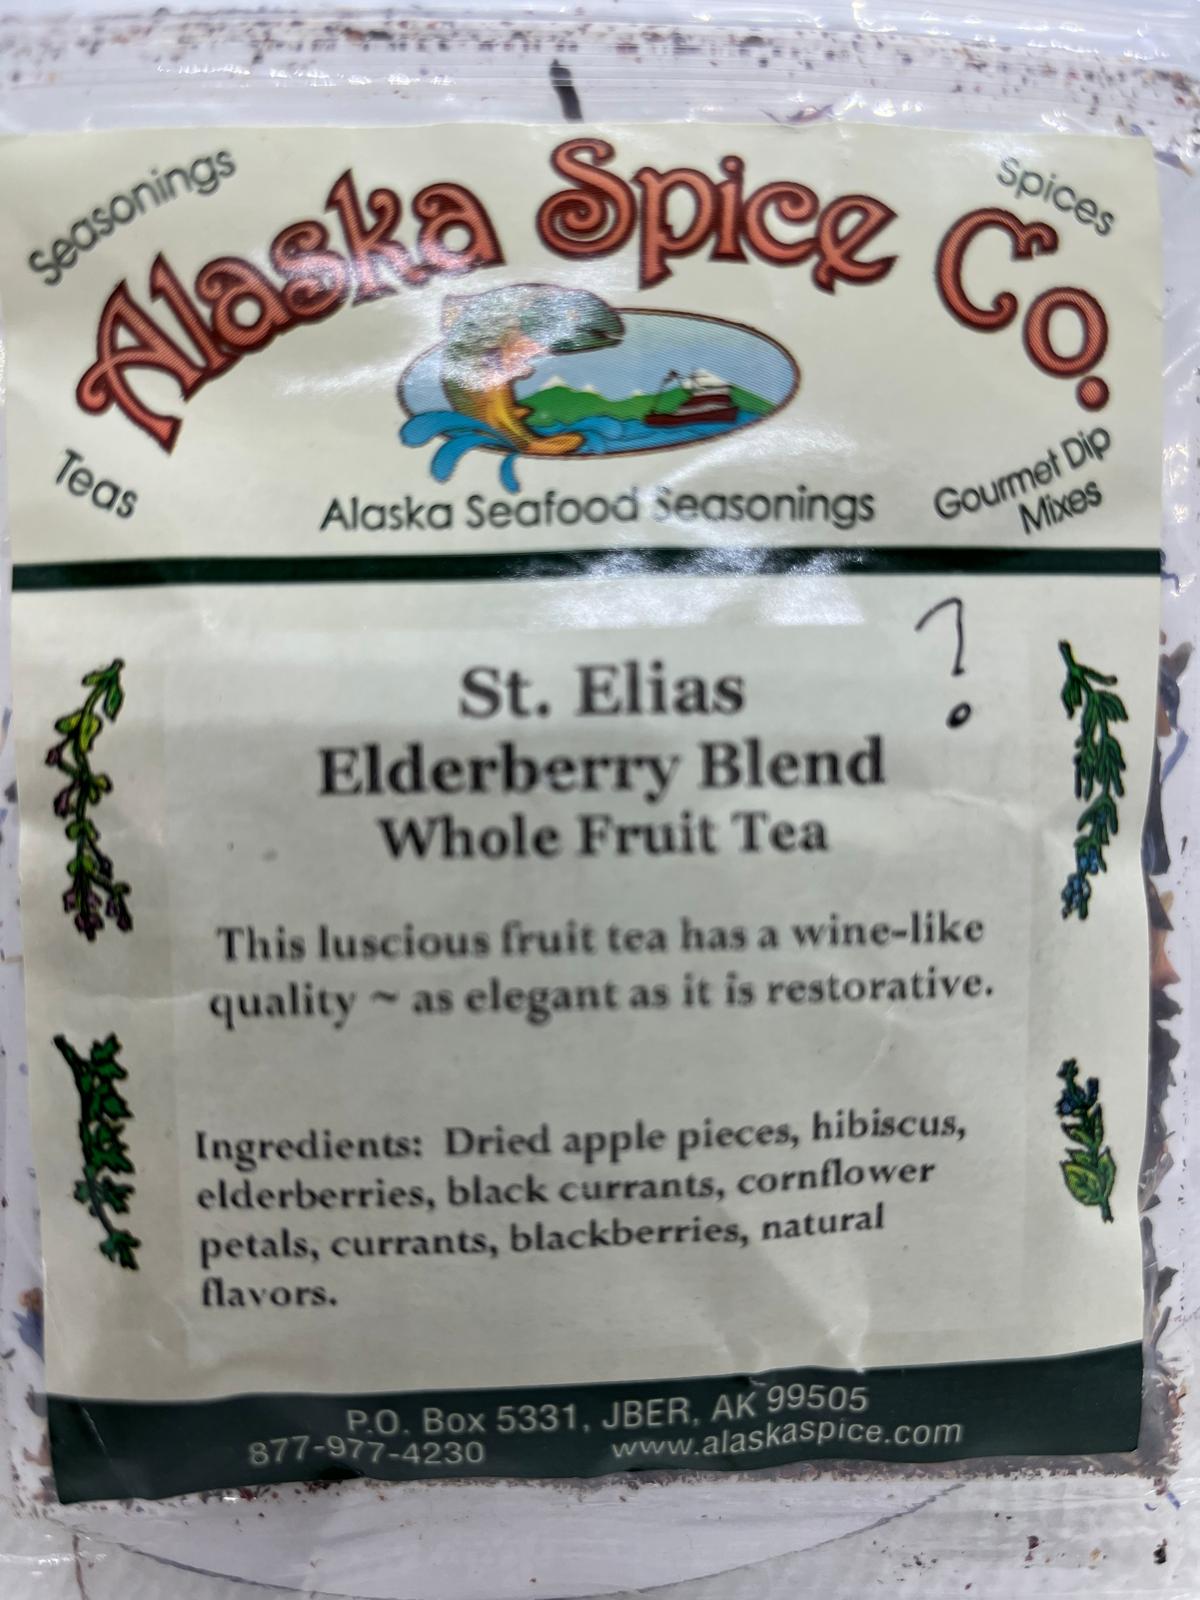 Seasonings
Spices
Alaska Spice Co.
Teas
Alaska Seafood Seasonings
Gourmet Dip
Mixes
?
St. Elias
Elderberry Blend
Whole Fruit Tea
This luscious fruit tea has a wine-like
quality ~ as elegant as it is restorative.
Ingredients: Dried apple pieces, hibiscus,
elderberries, black currants, cornflower
petals, currants, blackberries, natural
flavors.
P.O. Box 5331, JBER, AK 99505
877-977-4230 www.alaskaspice.com